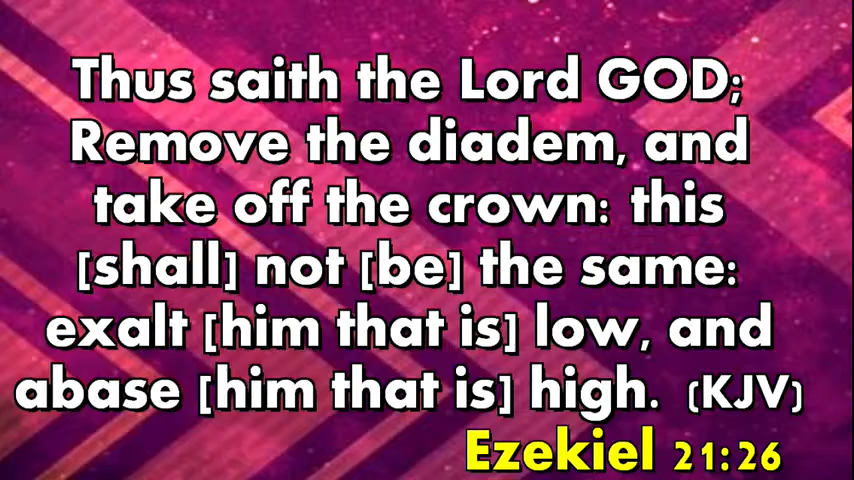 Thus saith the Lord GOD;
Remove the diadem, and
take off the crown: this
[shall] not [be] the same:
exalt [him that is] low, and
abase [him that is] high. (KJV)
Ezekiel 21:26